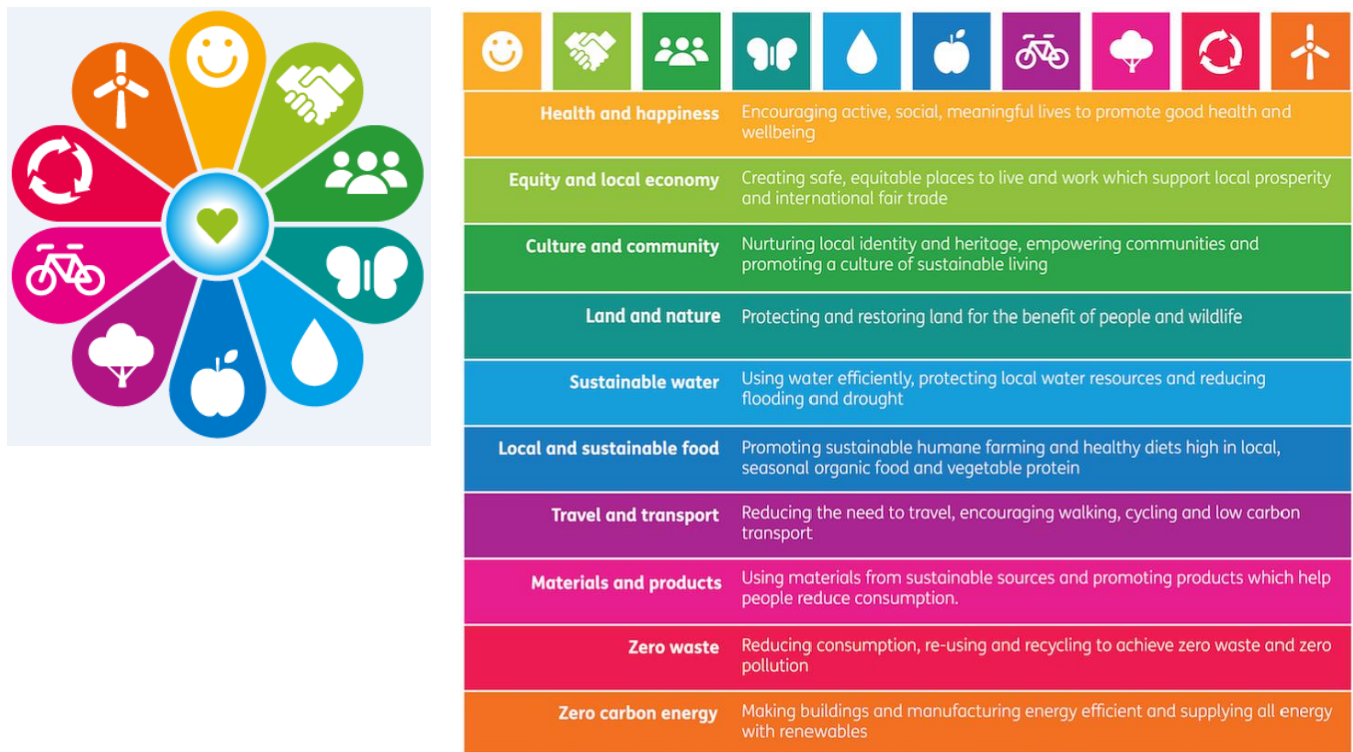 Health and happiness
Encouraging active, social, meaningful lives to promote good health and
wellbeing
Equity and local economy
Creating safe, equitable places to live and work which support local prosperity
and international fair trade
Culture and community
Nurturing local identity and heritage, empowering communities and
promoting a culture of sustainable living
Land and nature
Protecting and restoring land for the benefit of people and wildlife
Sustainable water
Using water efficiently, protecting local water resources and reducing
flooding and drought
Local and sustainable food
Promoting sustainable humane farming and healthy diets high in local,
seasonal organic food and vegetable protein
Travel and transport
Reducing the need to travel, encouraging walking, cycling and low carbon
transport
Materials and products
Using materials from sustainable sources and promoting products which help
people reduce consumption.
Zero waste
Reducing consumption, re-using and recycling to achieve zero waste and zero
pollution
Zero carbon energy
Making buildings and manufacturing energy efficient and supplying all energy
with renewables